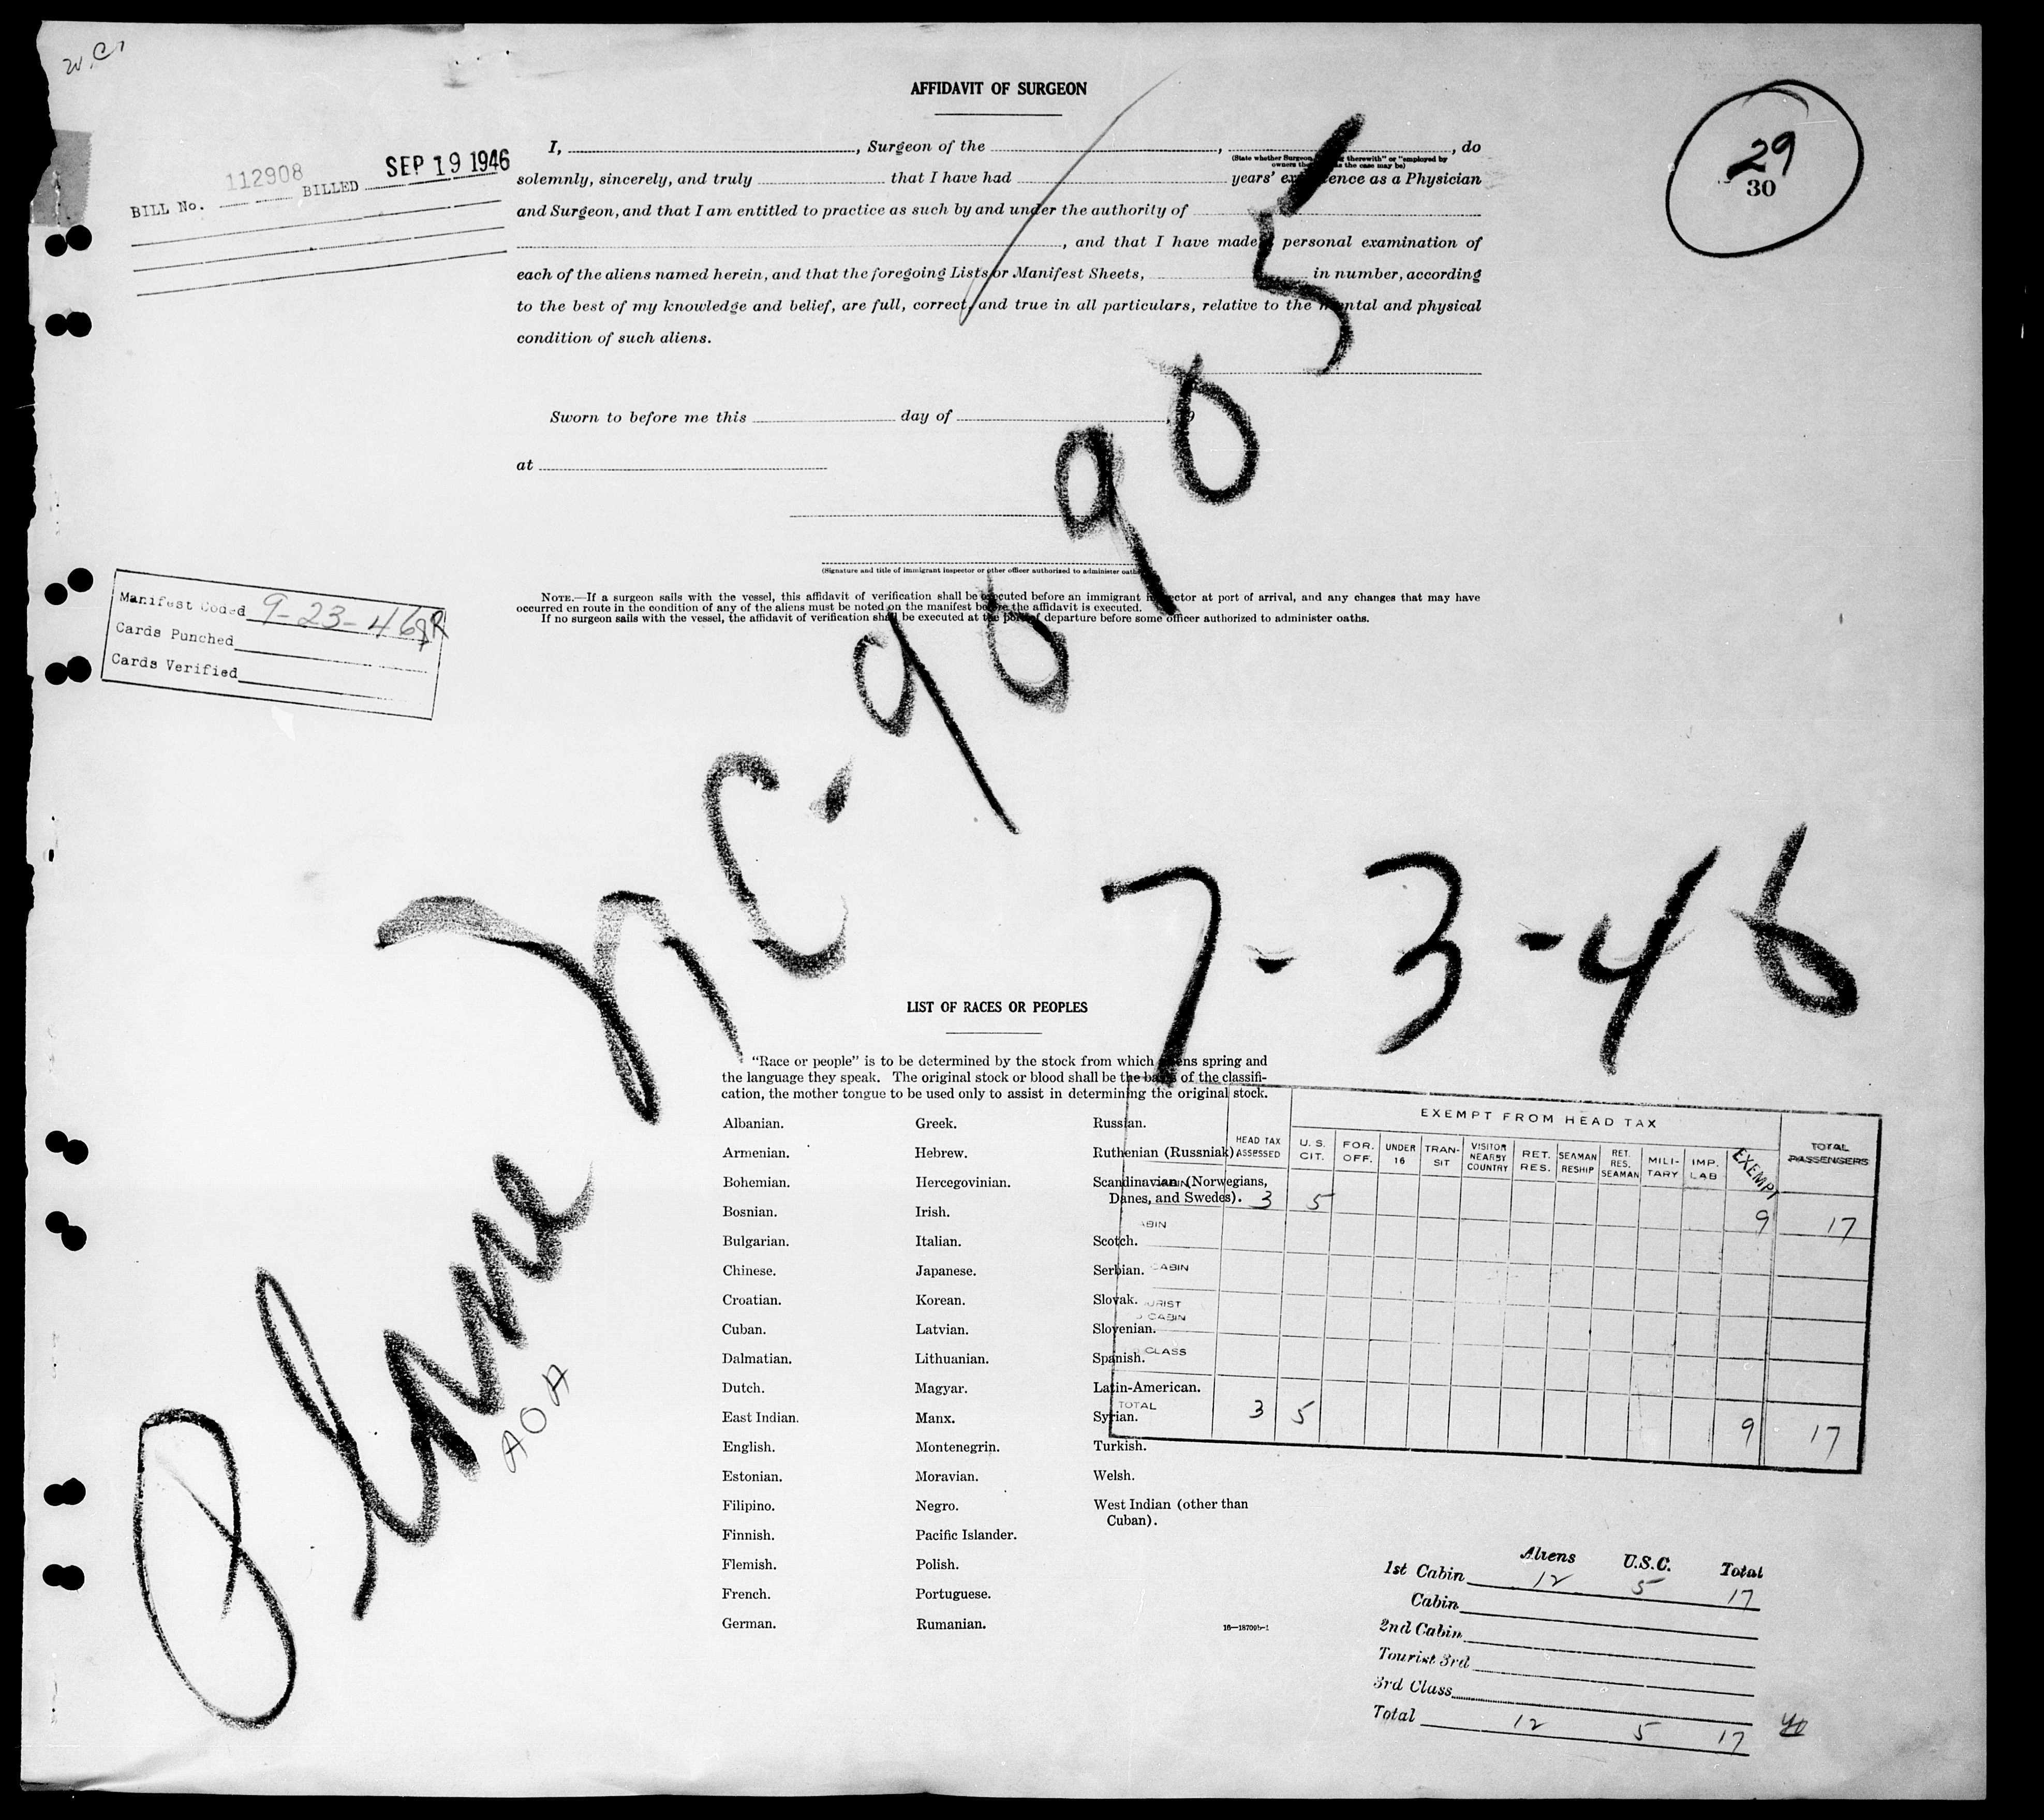 AFFIDAVIT OF SURGEON
29
30
BILL No. 112908 BILLED SEP 19 1946
I, , Surgeon of the , , do
(State whether Surgeon therewith" or "employed by
owners the case may be)
solemnly, sincerely, and truly that I have had years' experience as a Physician
and Surgeon, and that I am entitled to practice as such by and under the authority of
, and that I have made personal examination of
each of the aliens named herein, and that the foregoing Lists or Manifest Sheets, in number, according
to the best of my knowledge and belief, are full, correct, and true in all particulars, relative to the mental and physical
condition of such aliens.
Sworn to before me this day of , 19
at
(Signature and title of immigrant inspector or other officer authorized to administer oaths
NOTE.—If a surgeon sails with the vessel, this affidavit of verification shall be executed before an immigrant inspector at port of arrival, and any changes that may have
occurred en route in the condition of any of the aliens must be noted on the manifest before the affidavit is executed.
If no surgeon sails with the vessel, the affidavit of verification shall be executed at the port of departure before some officer authorized to administer oaths.
Manifest Coded 9-23-46
Cards Punched
Cards Verified
Plane NC-90905
AOA
7-3-46
LIST OF RACES OR PEOPLES
"Race or people" is to be determined by the stock from which aliens spring and
the language they speak. The original stock or blood shall be the basis of the classifi-
cation, the mother tongue to be used only to assist in determining the original stock.
Albanian.
Armenian.
Bohemian.
Bosnian.
Bulgarian.
Chinese.
Croatian.
Cuban.
Dalmatian.
Dutch.
East Indian.
English.
Estonian.
Filipino.
Finnish.
Flemish.
French.
German.
Greek.
Hebrew.
Hercegovinian.
Irish.
Italian.
Japanese.
Korean.
Latvian.
Lithuanian.
Magyar.
Manx.
Montenegrin.
Moravian.
Negro.
Pacific Islander.
Polish.
Portuguese.
Rumanian.
Russian.
Ruthenian (Russniak)
Scandinavian (Norwegians,
Danes, and Swedes).
Scotch.
Serbian.
Slovak.
Slovenian.
Spanish.
Latin-American.
Syrian.
Turkish.
Welsh.
West Indian (other than
Cuban).
EXEMPT FROM HEAD TAX
HEAD TAX ASSESSED U. S. CIT. FOR. OFF. UNDER 16 TRAN-SIT VISITOR NEARBY COUNTRY RET. RES. SEAMAN RESHIP RET. RES. SEAMAN MILI-TARY IMP. LAB EXEMPT TOTAL PASSENGERS
3 5 9 17
CABIN
CLASS
TOTAL 3 5 9 17
Aliens U.S.C. Total
1st Cabin 12 5 17
Cabin
2nd Cabin
Tourist 3rd
3rd Class
Total 12 5 17